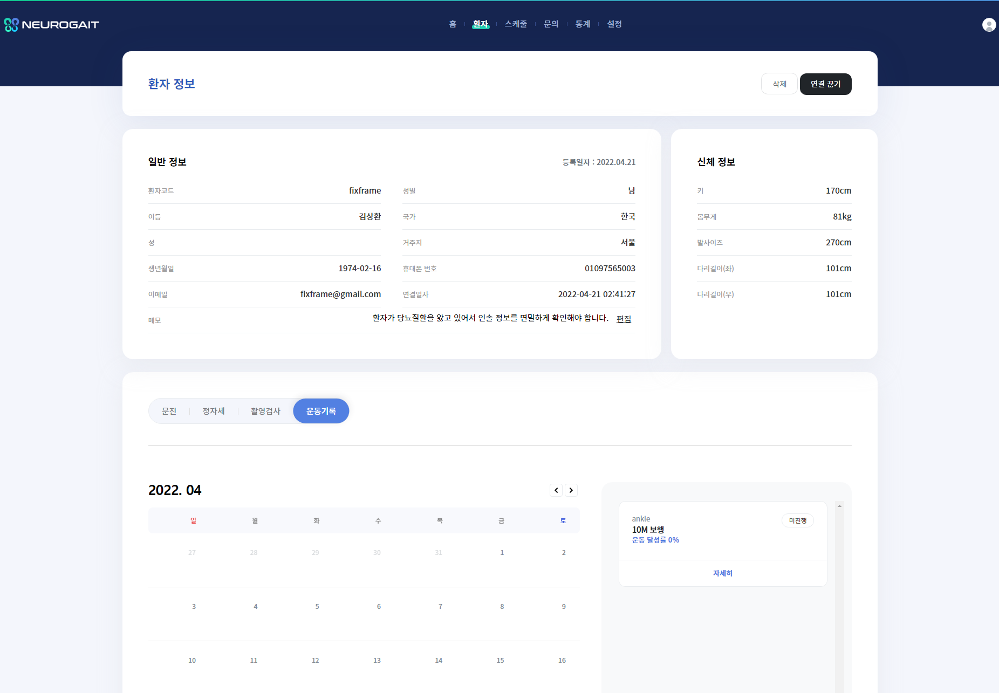 NEUROGAIT
홈 환자 스케줄 문의 통계 설정
환자 정보
삭제 연결 끊기
일반 정보
등록일자 : 2022.04.21
환자코드 fixframe
성별 남
이름 김상환
국가 한국
성
거주지 서울
생년월일 1974-02-16
휴대폰 번호 01097565003
이메일 fixframe@gmail.com
연결일자 2022-04-21 02:41:27
메모 환자가 당뇨질환을 앓고 있어서 인솔 정보를 면밀하게 확인해야 합니다. 편집
신체 정보
키 170cm
몸무게 81kg
발사이즈 270cm
다리길이(좌) 101cm
다리길이(우) 101cm
문진 정자세 촬영검사 운동기록
2022. 04
일 월 화 수 목 금 토
27 28 29 30 31 1 2
3 4 5 6 7 8 9
10 11 12 13 14 15 16
ankle
미진행
10M 보행
운동 달성률 0%
자세히